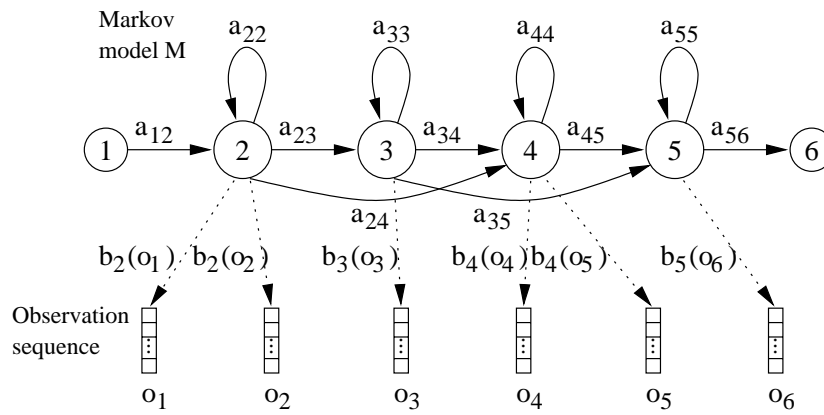 Markov
model M
a22 a33 a44 a55
1 a12 2 a23 3 a34 4 a45 5 a56 6
a24 a35
b2(o1) b2(o2) b3(o3) b4(o4) b4(o5) b5(o6)
Observation
sequence
o1 o2 o3 o4 o5 o6